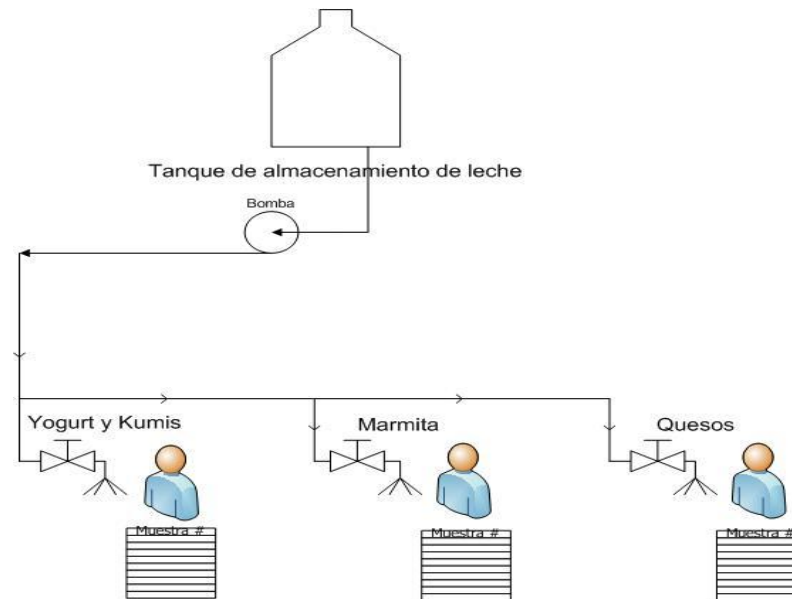 Tanque de almacenamiento de leche
Bomba
Yogurt y Kumis
Marmita
Quesos
Muestra #
Muestra #
Muestra #